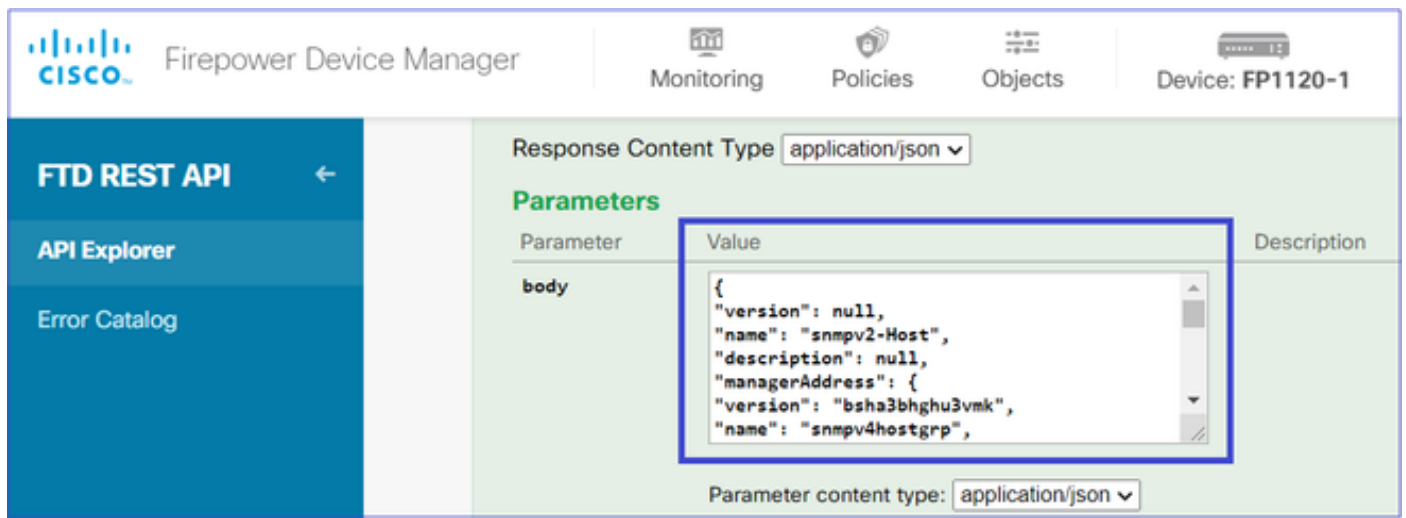 CISCO
Firepower Device Manager
Monitoring
Policies
Objects
Device: FP1120-1
FTD REST API
API Explorer
Error Catalog
Response Content Type application/json
Parameters
Parameter Value Description
body
{
"version": null,
"name": "snmpv2-Host",
"description": null,
"managerAddress": {
"version": "bsha3bhghu3vmk",
"name": "snmpv4hostgrp",
Parameter content type: application/json